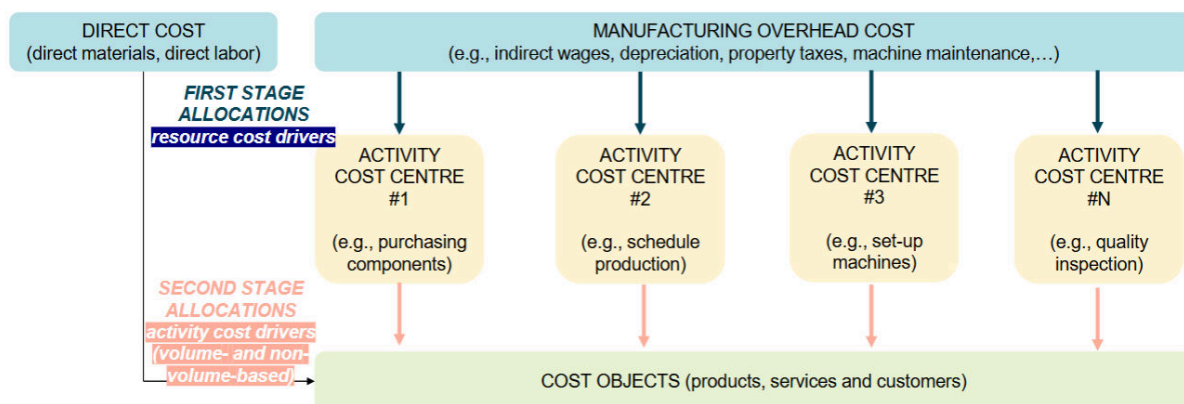 DIRECT COST
(direct materials, direct labor)
MANUFACTURING OVERHEAD COST
(e.g., indirect wages, depreciation, property taxes, machine maintenance,…)
FIRST STAGE
ALLOCATIONS
resource cost drivers
ACTIVITY
COST CENTRE
#1
(e.g., purchasing
components)
ACTIVITY
COST CENTRE
#2
(e.g., schedule
production)
ACTIVITY
COST CENTRE
#3
(e.g., set-up
machines)
ACTIVITY
COST CENTRE
#N
(e.g., quality
inspection)
SECOND STAGE
ALLOCATIONS
activity cost drivers
(volume- and non-
volume-based)
COST OBJECTS (products, services and customers)